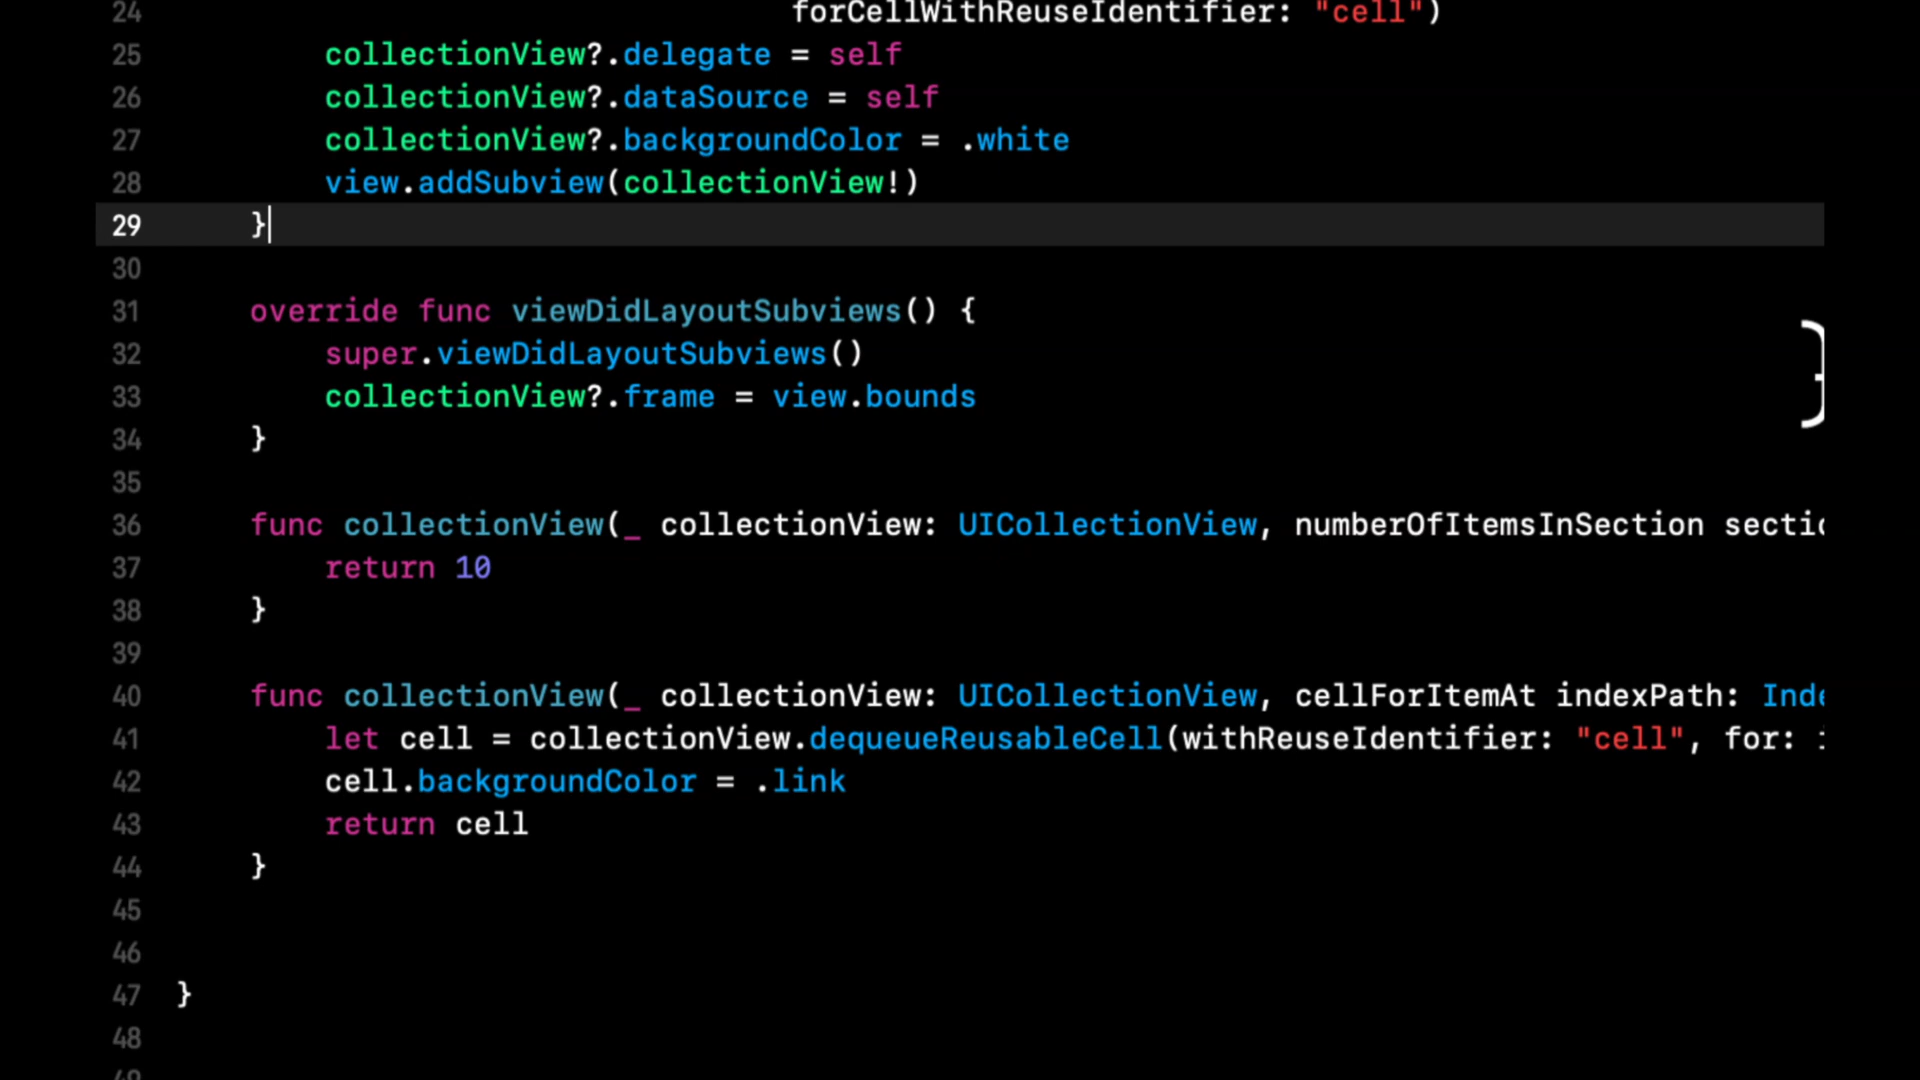 24 forCellWithReuseIdentifier: "cell")
25 collectionView?.delegate = self
26 collectionView?.dataSource = self
27 collectionView?.backgroundColor = .white
28 view.addSubview(collectionView!)
29 }
30
31 override func viewDidLayoutSubviews() {
32 super.viewDidLayoutSubviews()
33 collectionView?.frame = view.bounds
34 }
35
36 func collectionView(_ collectionView: UICollectionView, numberOfItemsInSection
37 return 10
38 }
39
40 func collectionView(_ collectionView: UICollectionView, cellForItemAt indexPath:
41 let cell = collectionView.dequeueReusableCell(withReuseIdentifier: "cell", for:
42 cell.backgroundColor = .link
43 return cell
44 }
45
46
47 }
48